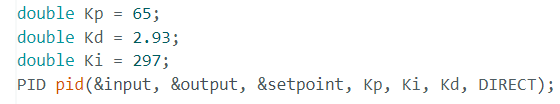 double Kp = 65;
double Kd = 2.93;
double Ki = 297;
PID pid(&input, &output, &setpoint, Kp, Ki, Kd, DIRECT);